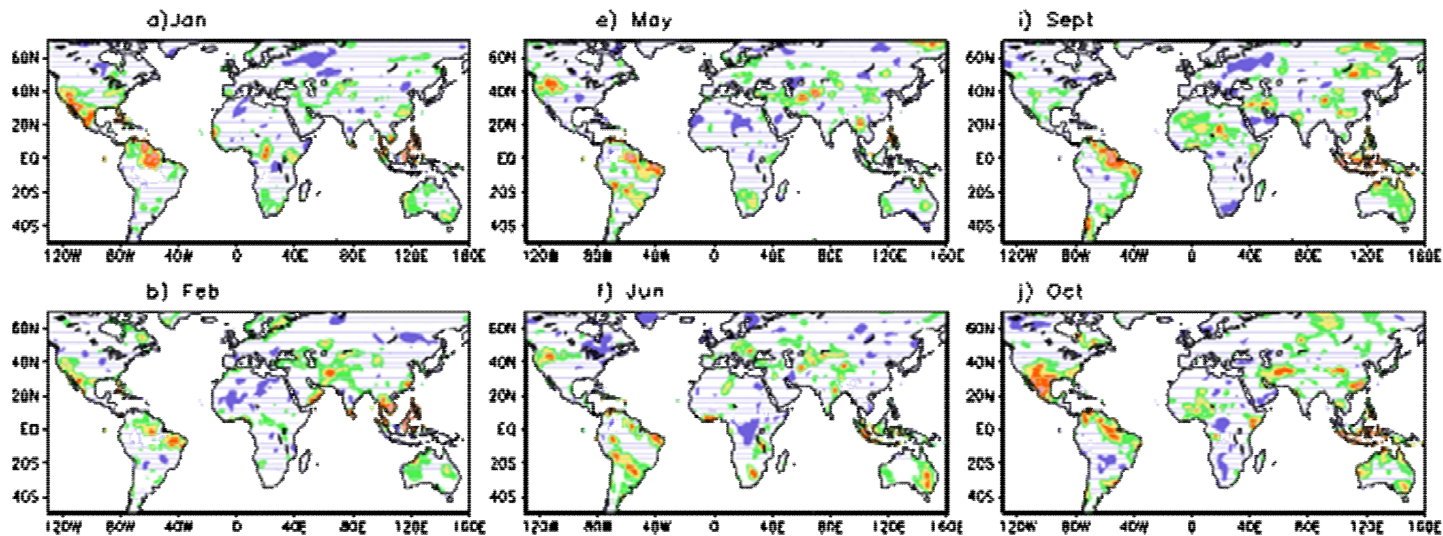 a)Jan
e) May
i) Sept
60N 60N 60N
40N 40N 40N
20N 20N 20N
EQ EQ EQ
20S 20S 20S
40S 40S 40S
120W 80W 40W 0 40E 80E 120E 160E 120W 80W 40W 0 40E 80E 120E 160E 120W 80W 40W 0 40E 80E 120E 160E
b) Feb
f) Jun
j) Oct
60N 60N 60N
40N 40N 40N
20N 20N 20N
EQ EQ EQ
20S 20S 20S
40S 40S 40S
120W 80W 40W 0 40E 80E 120E 160E 120W 80W 40W 0 40E 80E 120E 160E 120W 80W 40W 0 40E 80E 120E 160E